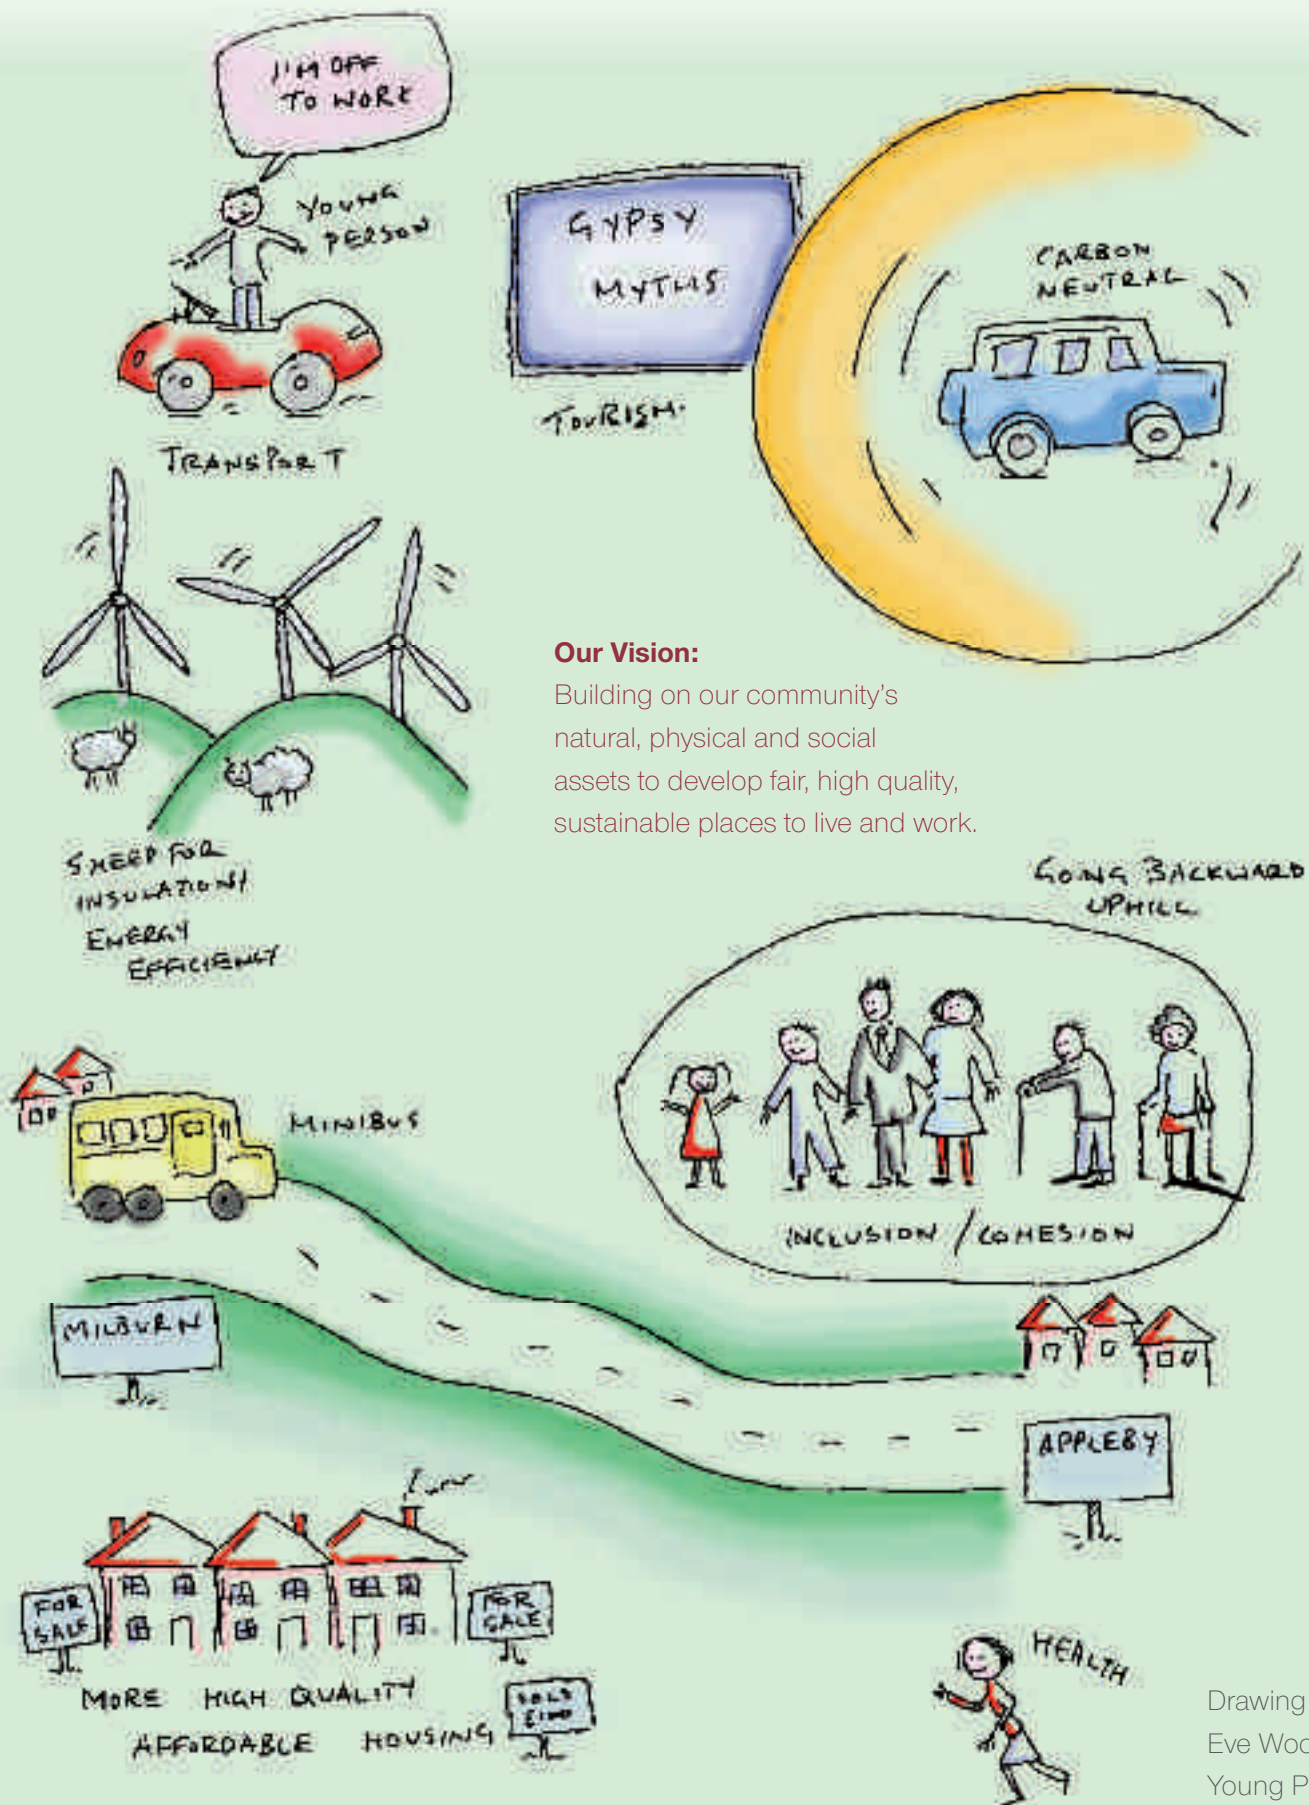 I'M OFF
TO WORK
YOUNG
PERSON
TRANSPORT
GYPSY
MYTHS
TOURISM.
CARBON
NEUTRAL
Our Vision:
Building on our community's
natural, physical and social
assets to develop fair, high quality,
sustainable places to live and work.
SHEEP FOR
INSULATION/
ENERGY
EFFICIENCY
GOING BACKWARD
UPHILL
INCLUSION / COHESION
MINIBUS
MILBURN
APPLEBY
FOR
SALE
FOR
SALE
MORE HIGH QUALITY
AFFORDABLE HOUSING
SOLD
HEALTH
Drawing
Eve
Young